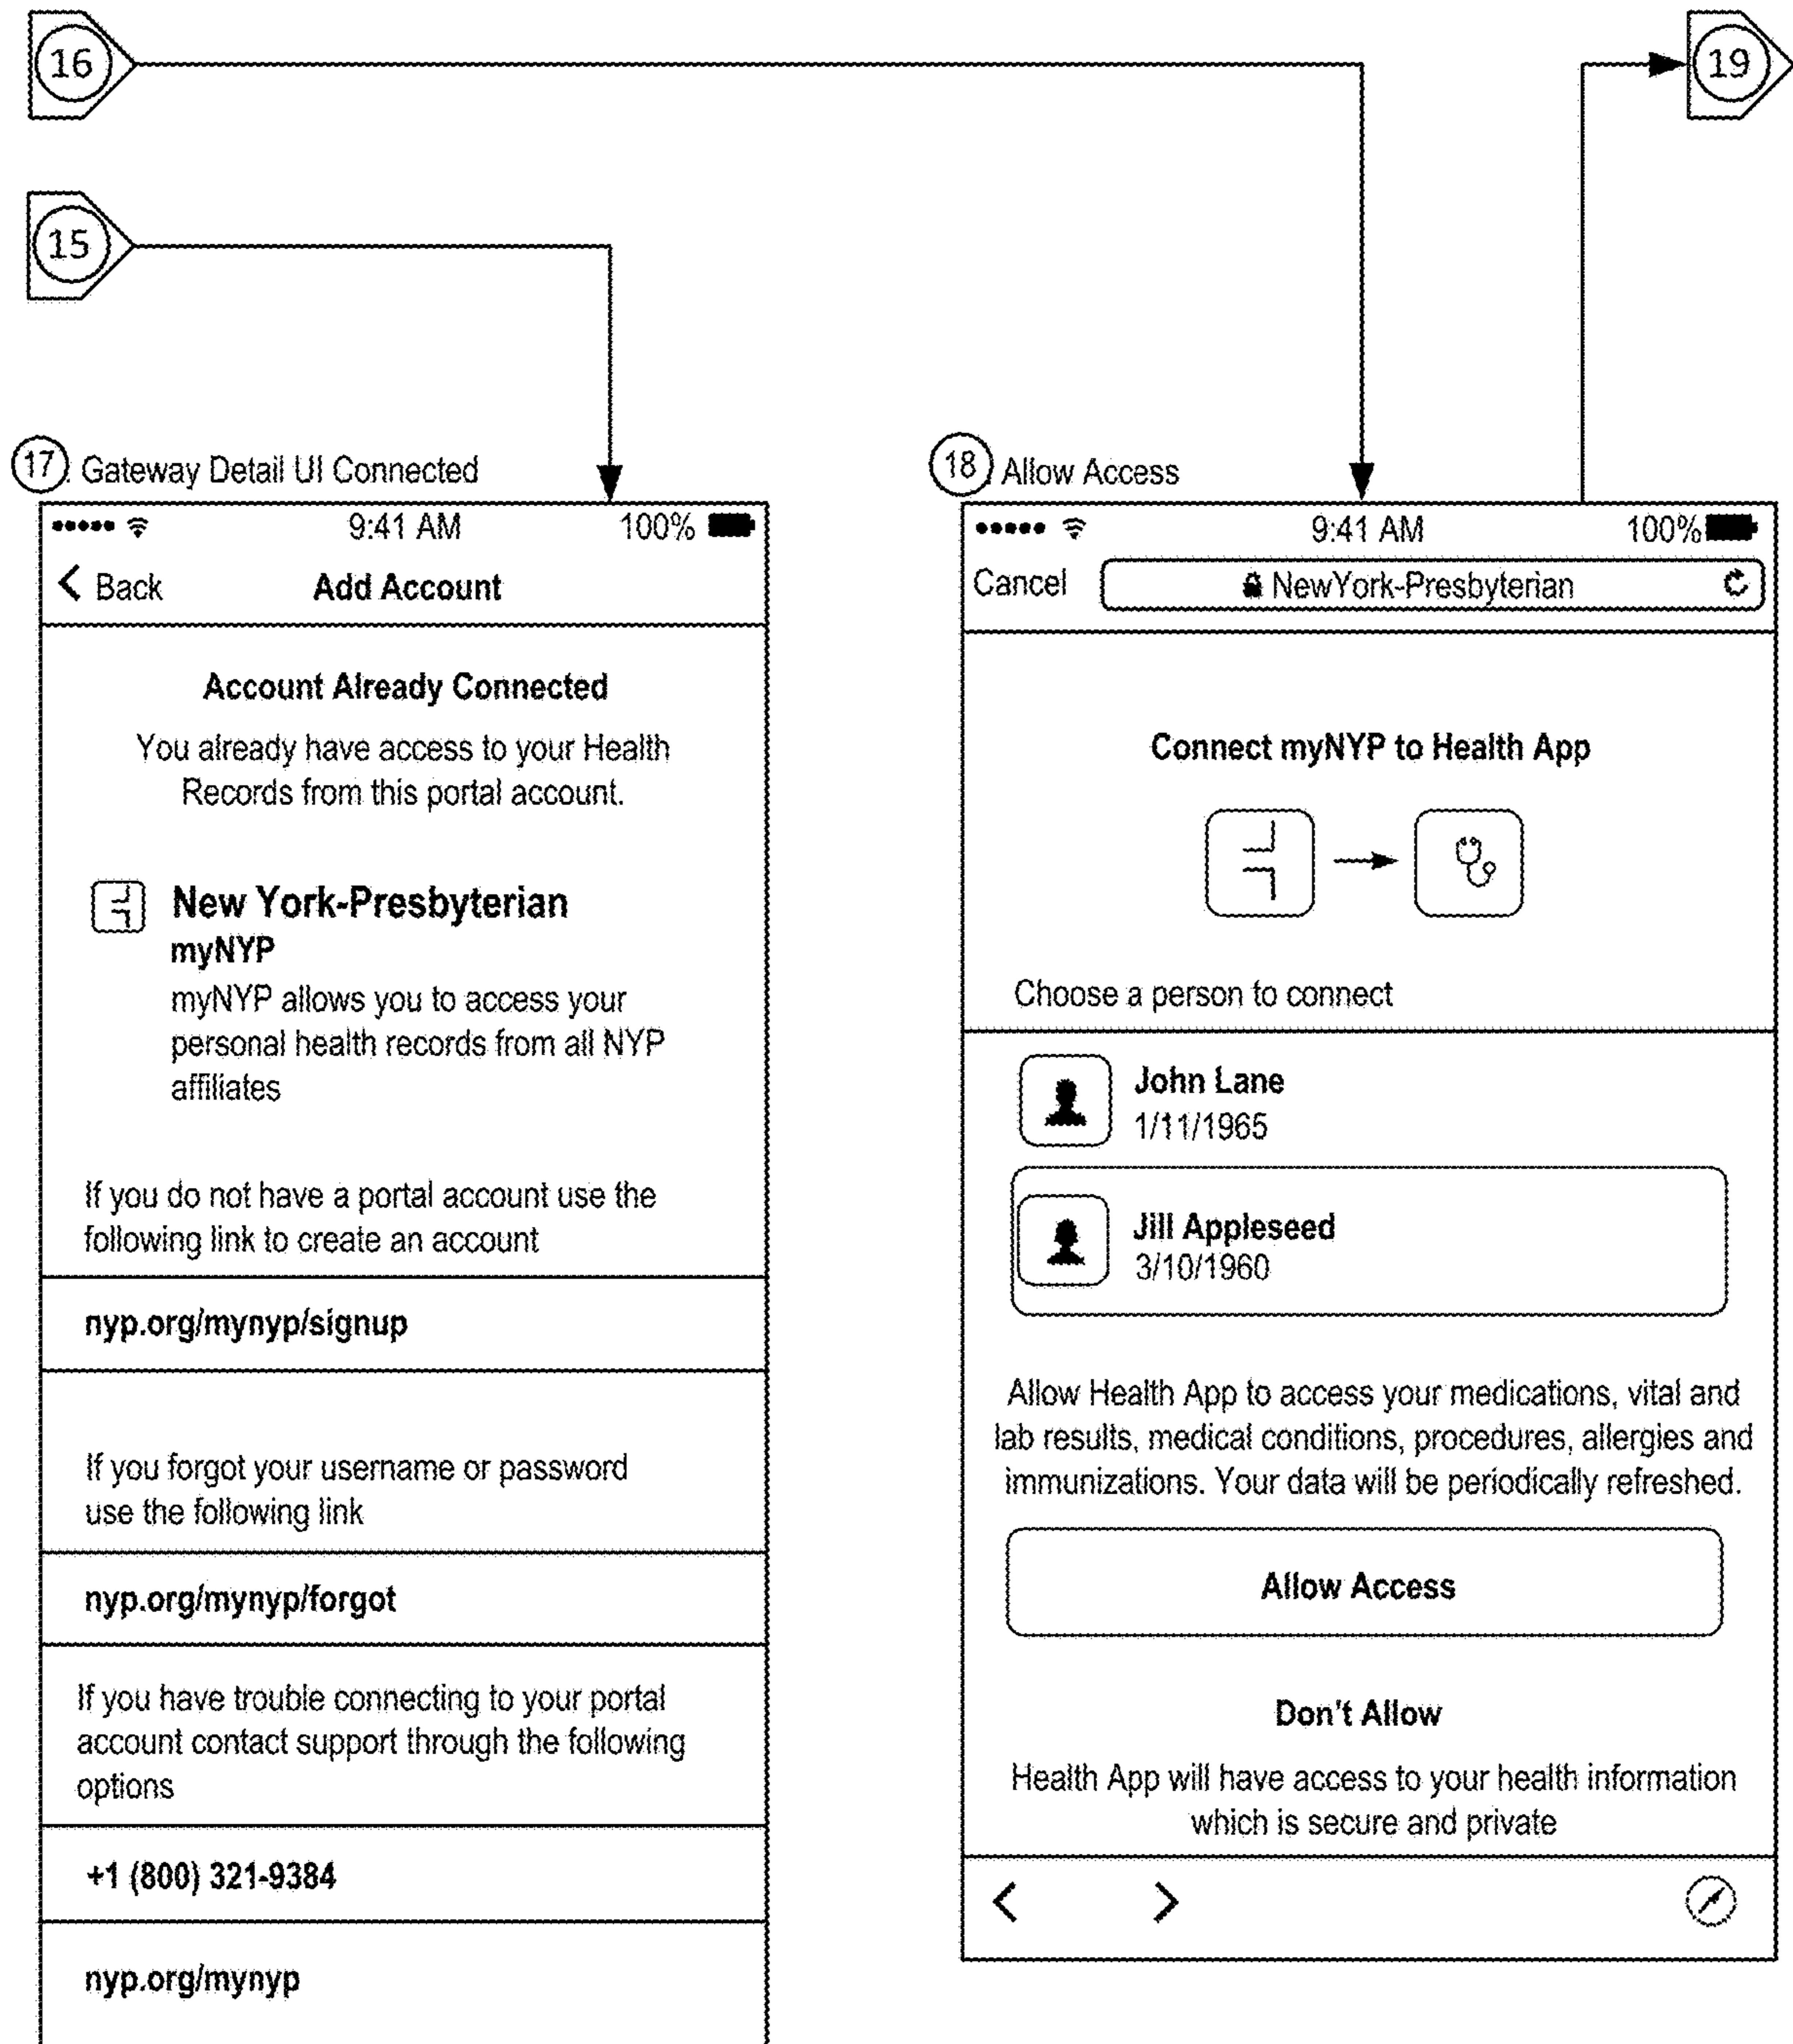 16
19
15
17. Gateway Detail UI Connected
9:41 AM 100%
Back Add Account
Account Already Connected
You already have access to your Health
Records from this portal account.
New York-Presbyterian
myNYP
myNYP allows you to access your
personal health records from all NYP
affiliates
If you do not have a portal account use the
following link to create an account
nyp.org/mynyp/signup
If you forgot your username or password
use the following link
nyp.org/mynyp/forgot
If you have trouble connecting to your portal
account contact support through the following
options
+1 (800) 321-9384
nyp.org/mynyp
18 Allow Access
9:41 AM 100%
Cancel NewYork-Presbyterian
Connect myNYP to Health App
Choose a person to connect
John Lane
1/11/1965
Jill Appleseed
3/10/1960
Allow Health App to access your medications, vital and
lab results, medical conditions, procedures, allergies and
immunizations. Your data will be periodically refreshed.
Allow Access
Don't Allow
Health App will have access to your health information
which is secure and private